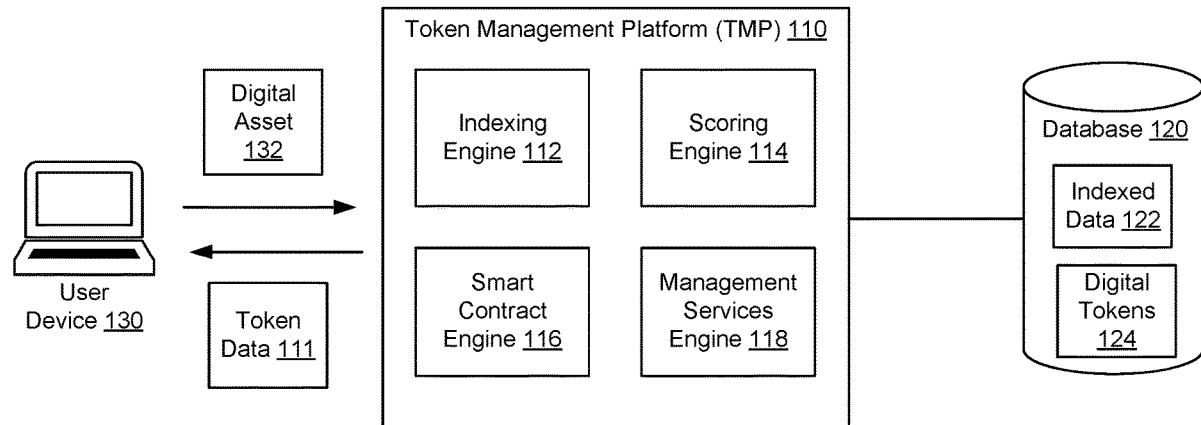 Token Management Platform (TMP) 110
Digital
Asset
132
Indexing
Engine 112
Scoring
Engine 114
Database 120
Indexed
Data 122
User
Device 130
Token
Data 111
Smart
Contract
Engine 116
Management
Services
Engine 118
Digital
Tokens
124